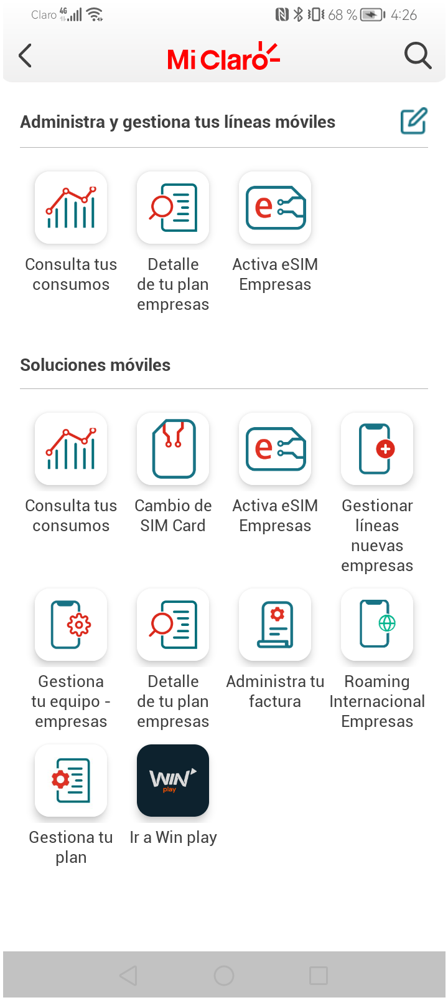 Claro 4G 68 % 4:26
Mi Claro
Administra y gestiona tus líneas móviles
Consulta tus consumos
Detalle de tu plan empresas
e
Activa eSIM Empresas
Soluciones móviles
Consulta tus consumos
Cambio de SIM Card
e
Activa eSIM Empresas
Gestionar líneas nuevas empresas
Gestiona tu equipo - empresas
Detalle de tu plan empresas
Administra tu factura
Roaming Internacional Empresas
Gestiona tu plan
WIN
play
Ir a Win play